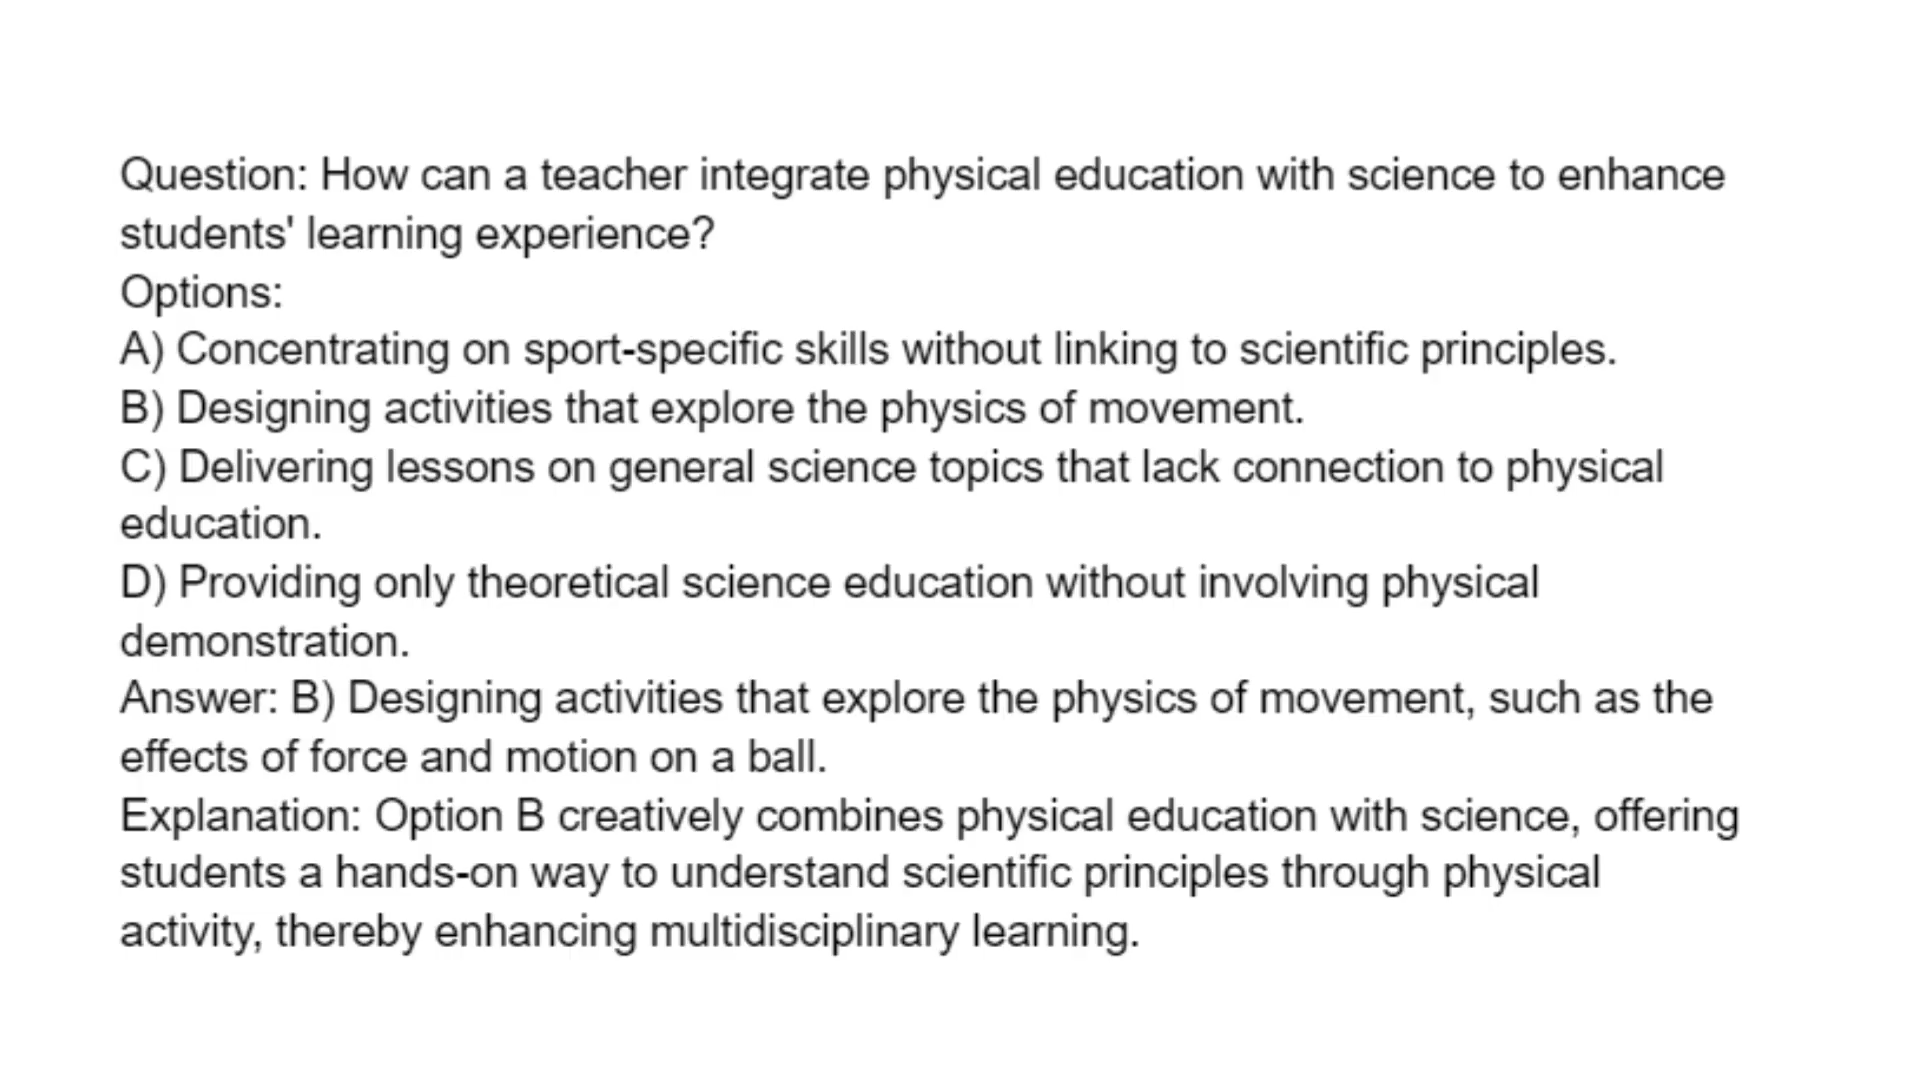 Question: How can a teacher integrate physical education with science to enhance
students' learning experience?
Options:
A) Concentrating on sport-specific skills without linking to scientific principles.
B) Designing activities that explore the physics of movement.
C) Delivering lessons on general science topics that lack connection to physical
education.
D) Providing only theoretical science education without involving physical
demonstration.
Answer: B) Designing activities that explore the physics of movement, such as the
effects of force and motion on a ball.
Explanation: Option B creatively combines physical education with science, offering
students a hands-on way to understand scientific principles through physical
activity, thereby enhancing multidisciplinary learning.